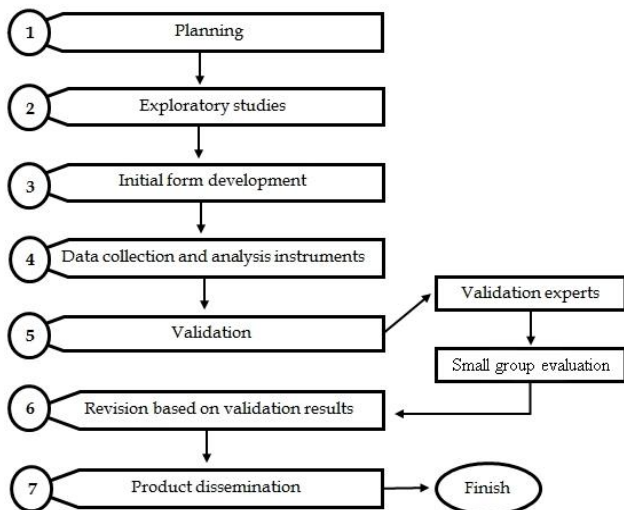 1 Planning
2 Exploratory studies
3 Initial form development
4 Data collection and analysis instruments
5 Validation
Validation experts
Small group evaluation
6 Revision based on validation results
7 Product dissemination
Finish